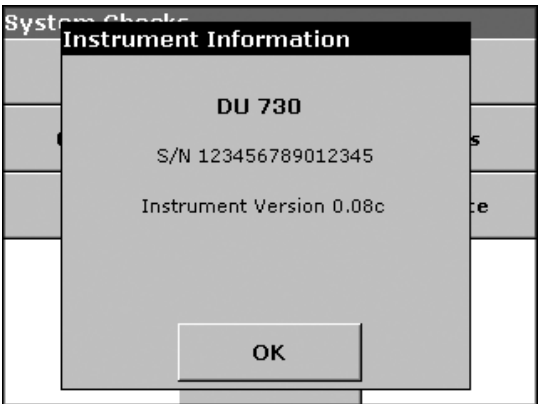 Instrument Information
DU 730
S/N 123456789012345
Instrument Version 0.08c
OK